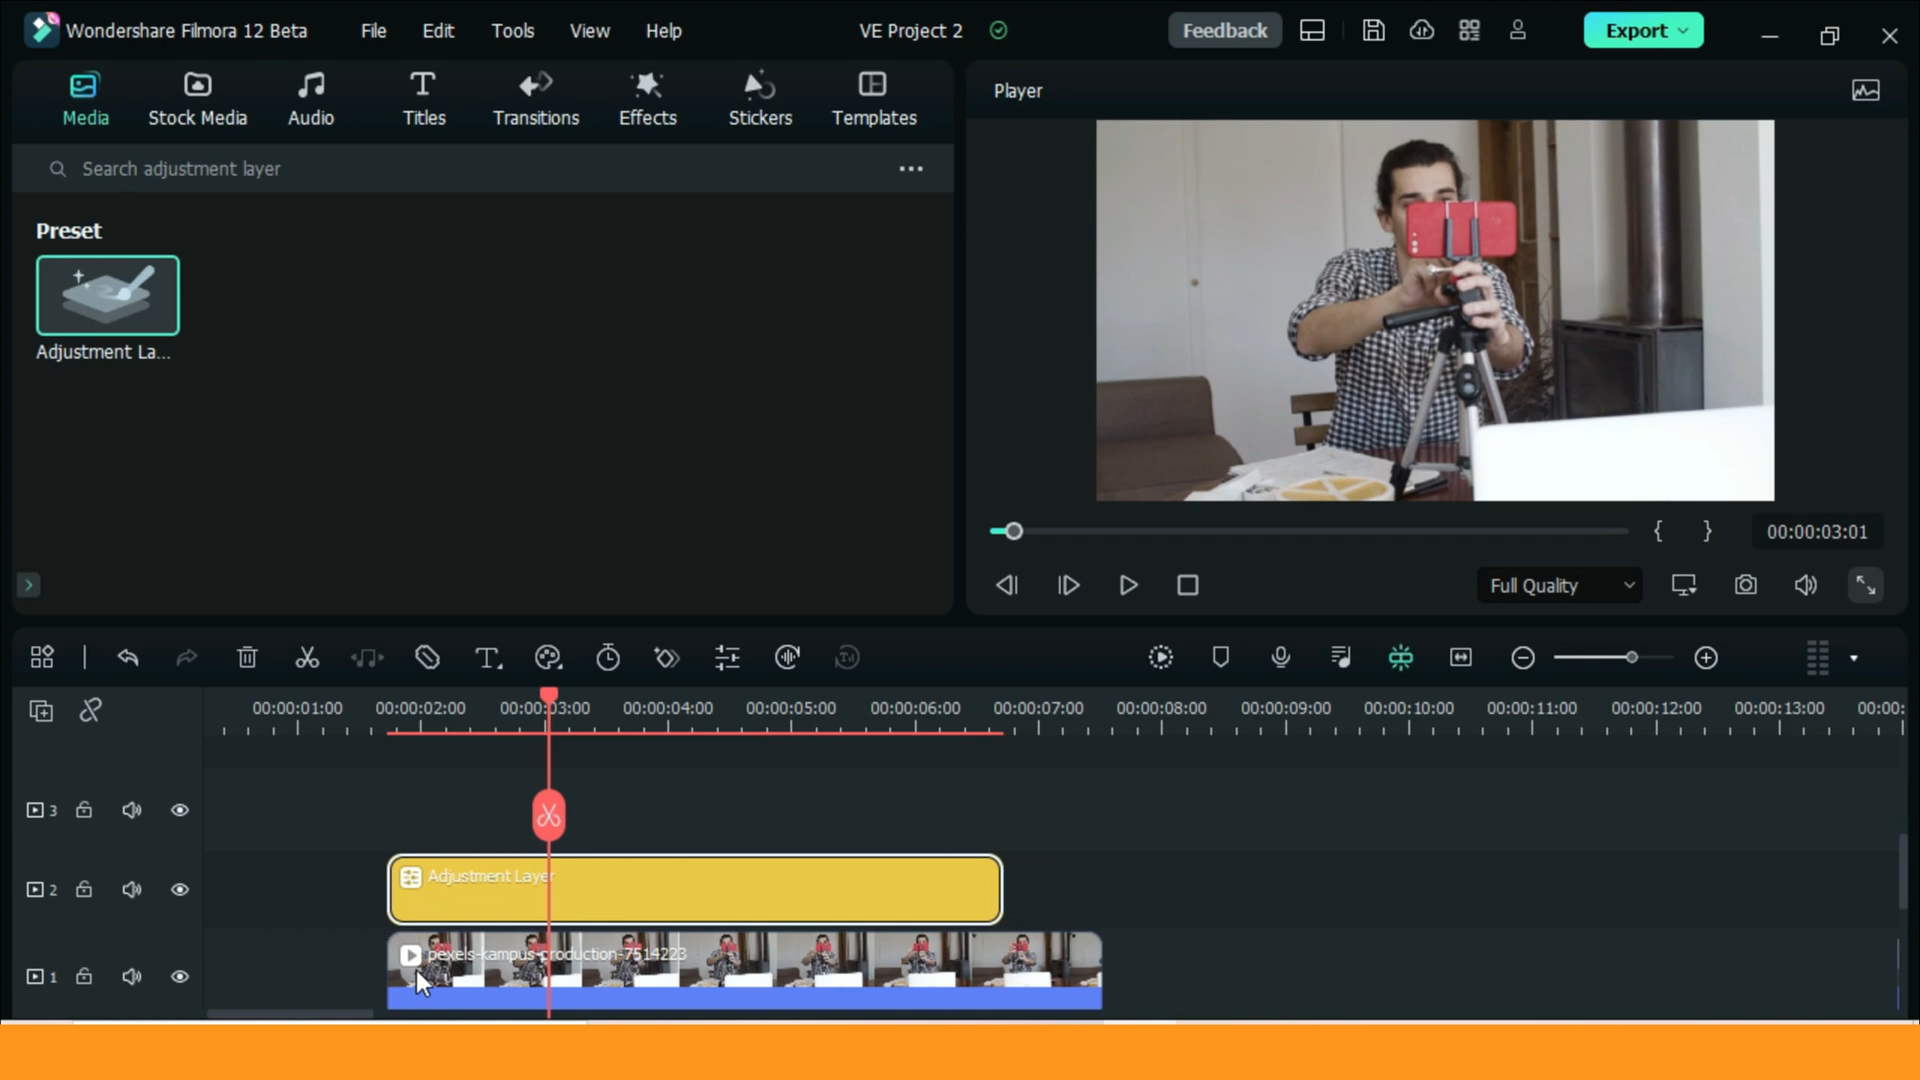 Wondershare Filmora 12 Beta File Edit Tools View Help VE Project 2 Feedback Export
Media Stock Media Audio Titles Transitions Effects Stickers Templates
Player
Search adjustment layer
Preset
Adjustment La...
{ } 00:00:03:01
Full Quality
00:00:01:00 00:00:02:00 00:00:03:00 00:00:04:00 00:00:05:00 00:00:06:00 00:00:07:00 00:00:08:00 00:00:09:00 00:00:10:00 00:00:11:00 00:00:12:00 00:00:13:00 00:00:
3
2 Adjustment Layer
pexels-kampus-production-7514223
1